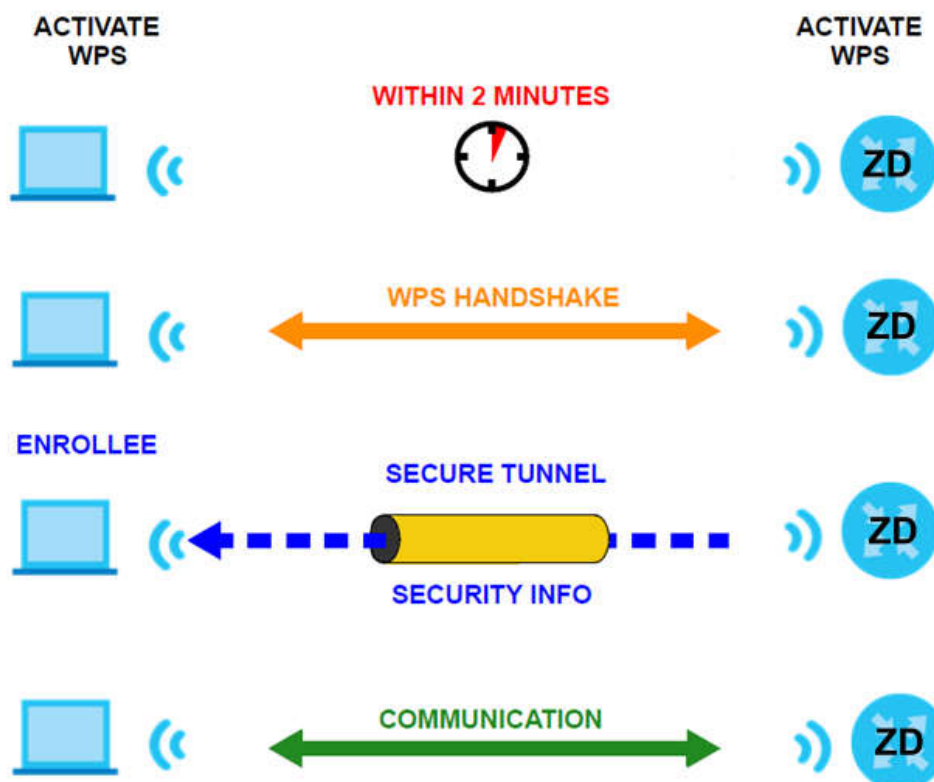 ACTIVATE
WPS
ACTIVATE
WPS
WITHIN 2 MINUTES
ZD
WPS HANDSHAKE
ZD
ENROLLEE
SECURE TUNNEL
ZD
SECURITY INFO
COMMUNICATION
ZD